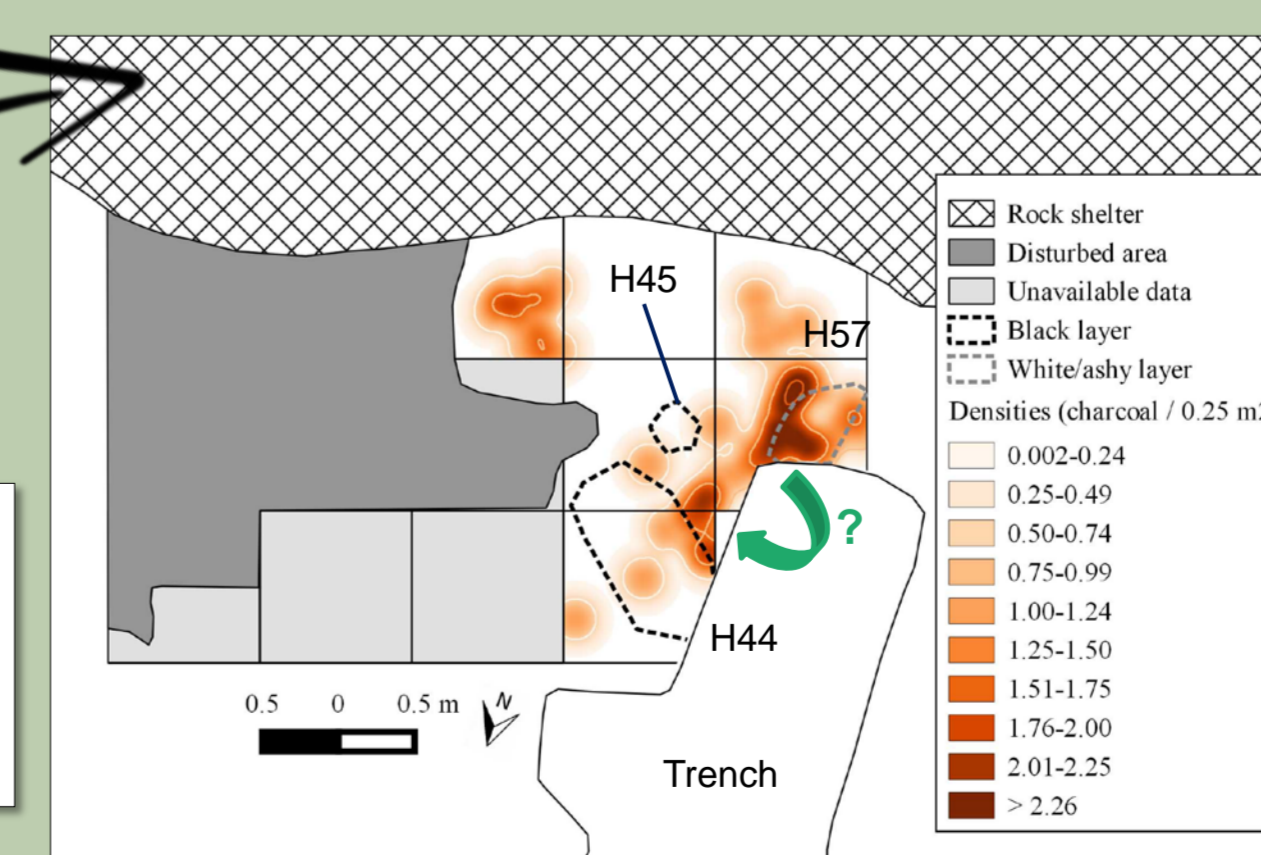 H45
H57
?
H44
Trench
0.5 0 0.5 m
N
Rock shelter
Disturbed area
Unavailable data
Black layer
White/ashy layer
Densities (charcoal / 0.25 m
0.002-0.24
0.25-0.49
0.50-0.74
0.75-0.99
1.00-1.24
1.25-1.50
1.51-1.75
1.76-2.00
2.01-2.25
> 2.26